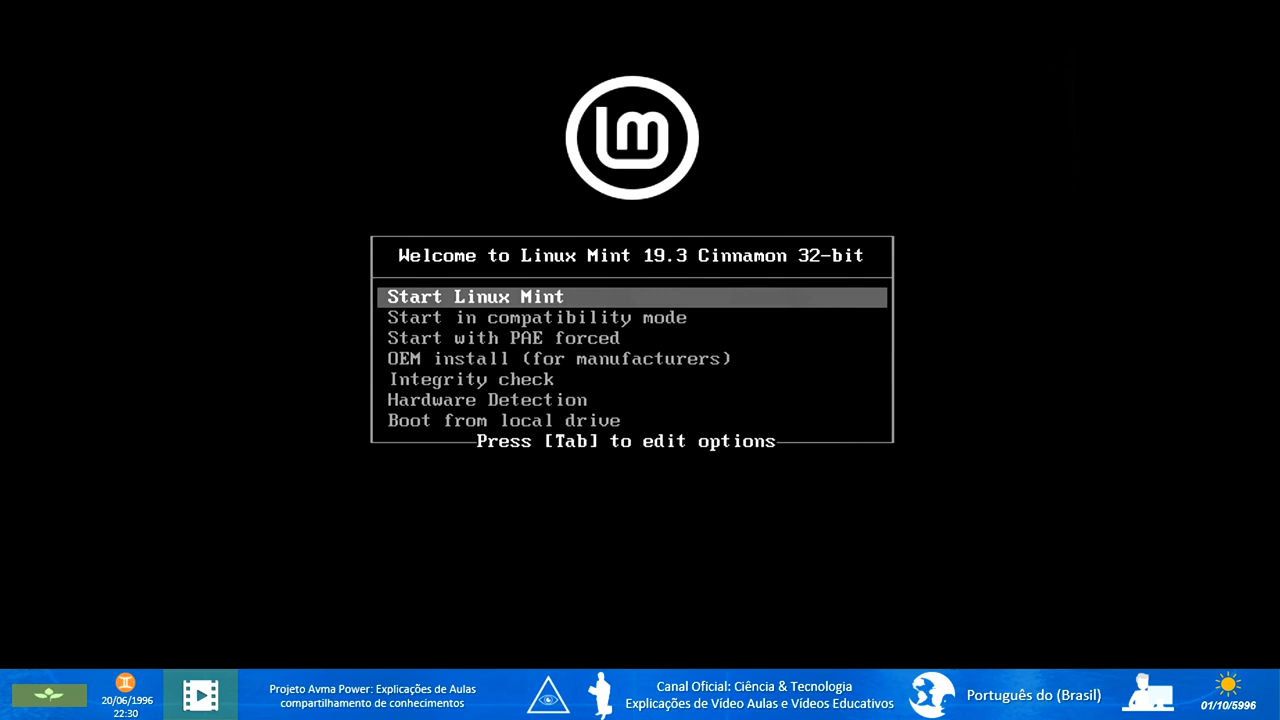 lm
Welcome to Linux Mint 19.3 Cinnamon 32-bit
Start Linux Mint
Start in compatibility mode
Start with PAE forced
OEM install (for manufacturers)
Integrity check
Hardware Detection
Boot from local drive
Press [Tab] to edit options
20/06/1996
22:30
Projeto Avma Power: Explicações de Aulas
compartilhamento de conhecimentos
Canal Oficial: Ciência & Tecnologia
Explicações de Vídeo Aulas e Vídeos Educativos
Português do (Brasil)
01/10/5996